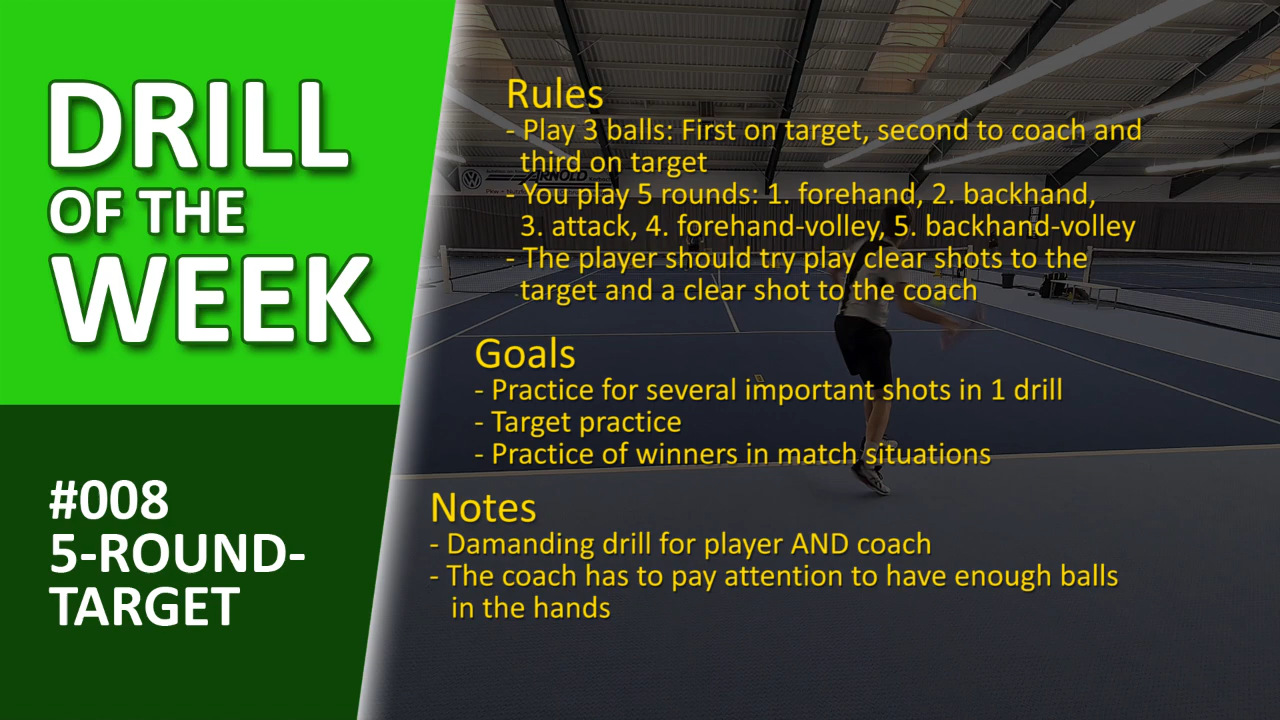 DRILL
OF THE
WEEK
#008
5-ROUND-
TARGET
Rules
- Play 3 balls: First on target, second to coach and
third on target
- You play 5 rounds: 1. forehand, 2. backhand,
3. attack, 4. forehand-volley, 5. backhand-volley
- The player should try play clear shots to the
target and a clear shot to the coach
Goals
- Practice for several important shots in 1 drill
- Target practice
- Practice of winners in match situations
Notes
- Damanding drill for player AND coach
- The coach has to pay attention to have enough balls
in the hands
ARNOLD